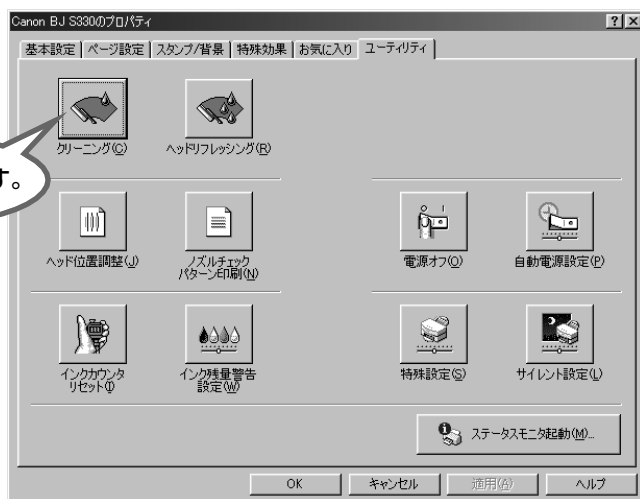 Canon BJ S330のプロパティ
基本設定 ページ設定 スタンプ/背景 特殊効果 お気に入り ユーティリティ
クリーニング(C) ヘッドリフレッシング(R)
す。
ヘッド位置調整(J) ノズルチェック
パターン印刷(N) 電源オフ(O) 自動電源設定(P)
インクカウンタ
リセット(I) インク残量警告
設定(W) 特殊設定(S) サイレント設定(L)
ステータスモニタ起動(M)...
OK キャンセル 適用(A) ヘルプ